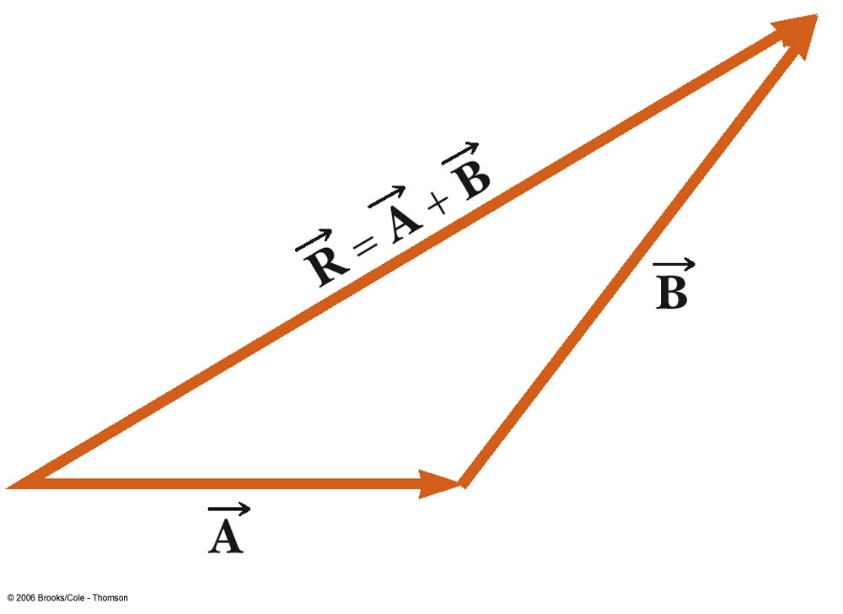 R⃗ = A⃗ + B⃗
B⃗
A⃗
© 2006 Brooks/Cole - Thomson